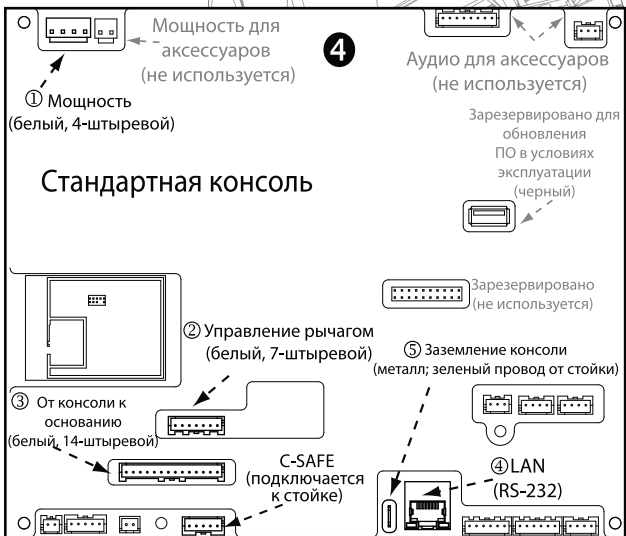 Мощность для
аксессуаров
(не используется)
4
Аудио для аксессуаров
(не используется)
① Мощность
(белый, 4-штыревой)
Зарезервировано для
обновления
ПО в условиях
эксплуатации
(черный)
Стандартная консоль
Зарезервировано
(не используется)
② Управление рычагом
(белый, 7-штыревой)
⑤ Заземление консоли
(металл; зеленый провод от стойки)
③ От консоли к
основанию
(белый, 14-штыревой)
C-SAFE
(подключается
к стойке)
④ LAN
(RS-232)